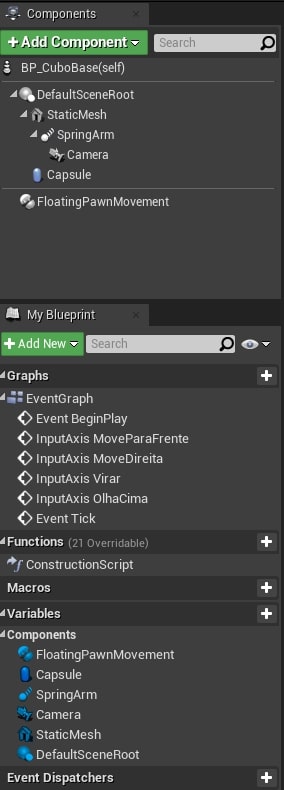 Components
+ Add Component
Search
BP_CuboBase(self)
DefaultSceneRoot
StaticMesh
SpringArm
Camera
Capsule
FloatingPawnMovement
My Blueprint
+ Add New
Search
Graphs
EventGraph
Event BeginPlay
InputAxis MoveParaFrente
InputAxis MoveDireita
InputAxis Virar
InputAxis OlhaCima
Event Tick
Functions (21 Overridable)
ConstructionScript
Macros
Variables
Components
FloatingPawnMovement
Capsule
SpringArm
Camera
StaticMesh
DefaultSceneRoot
Event Dispatchers